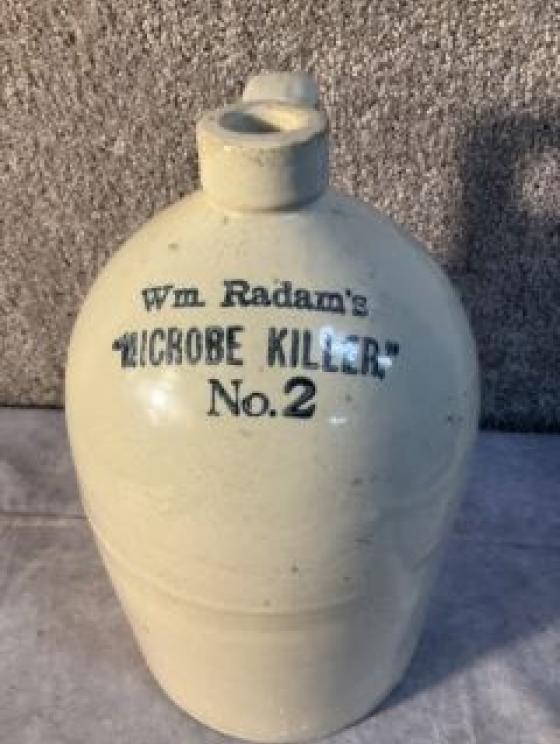 Wm. Radam's
"MICROBE KILLER,"
No. 2